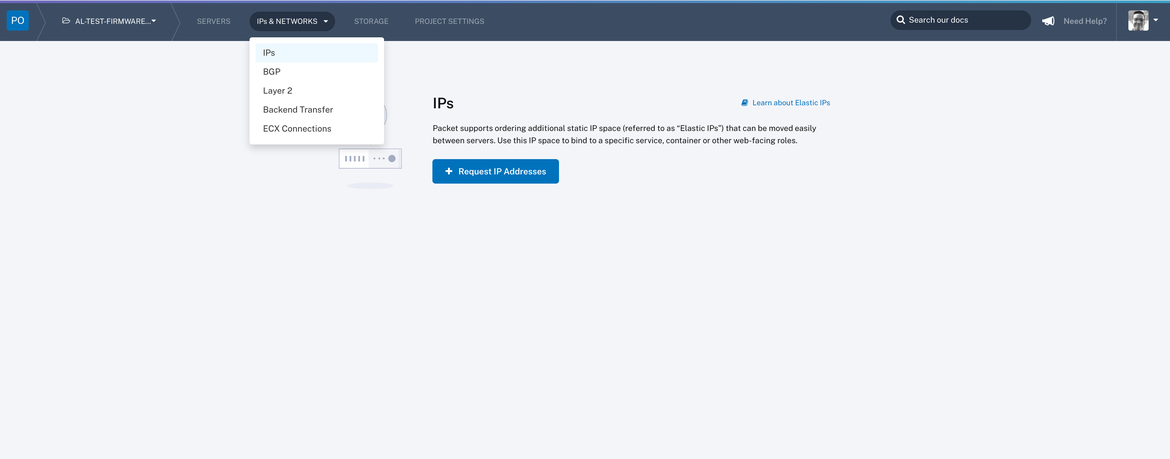 PO
AL-TEST-FIRMWARE...
SERVERS
IPs & NETWORKS
STORAGE
PROJECT SETTINGS
Search our docs
Need Help?
IPs
BGP
Layer 2
Backend Transfer
ECX Connections
IPs
Learn about Elastic IPs
Packet supports ordering additional static IP space (referred to as “Elastic IPs”) that can be moved easily
between servers. Use this IP space to bind to a specific service, container or other web-facing roles.
+ Request IP Addresses